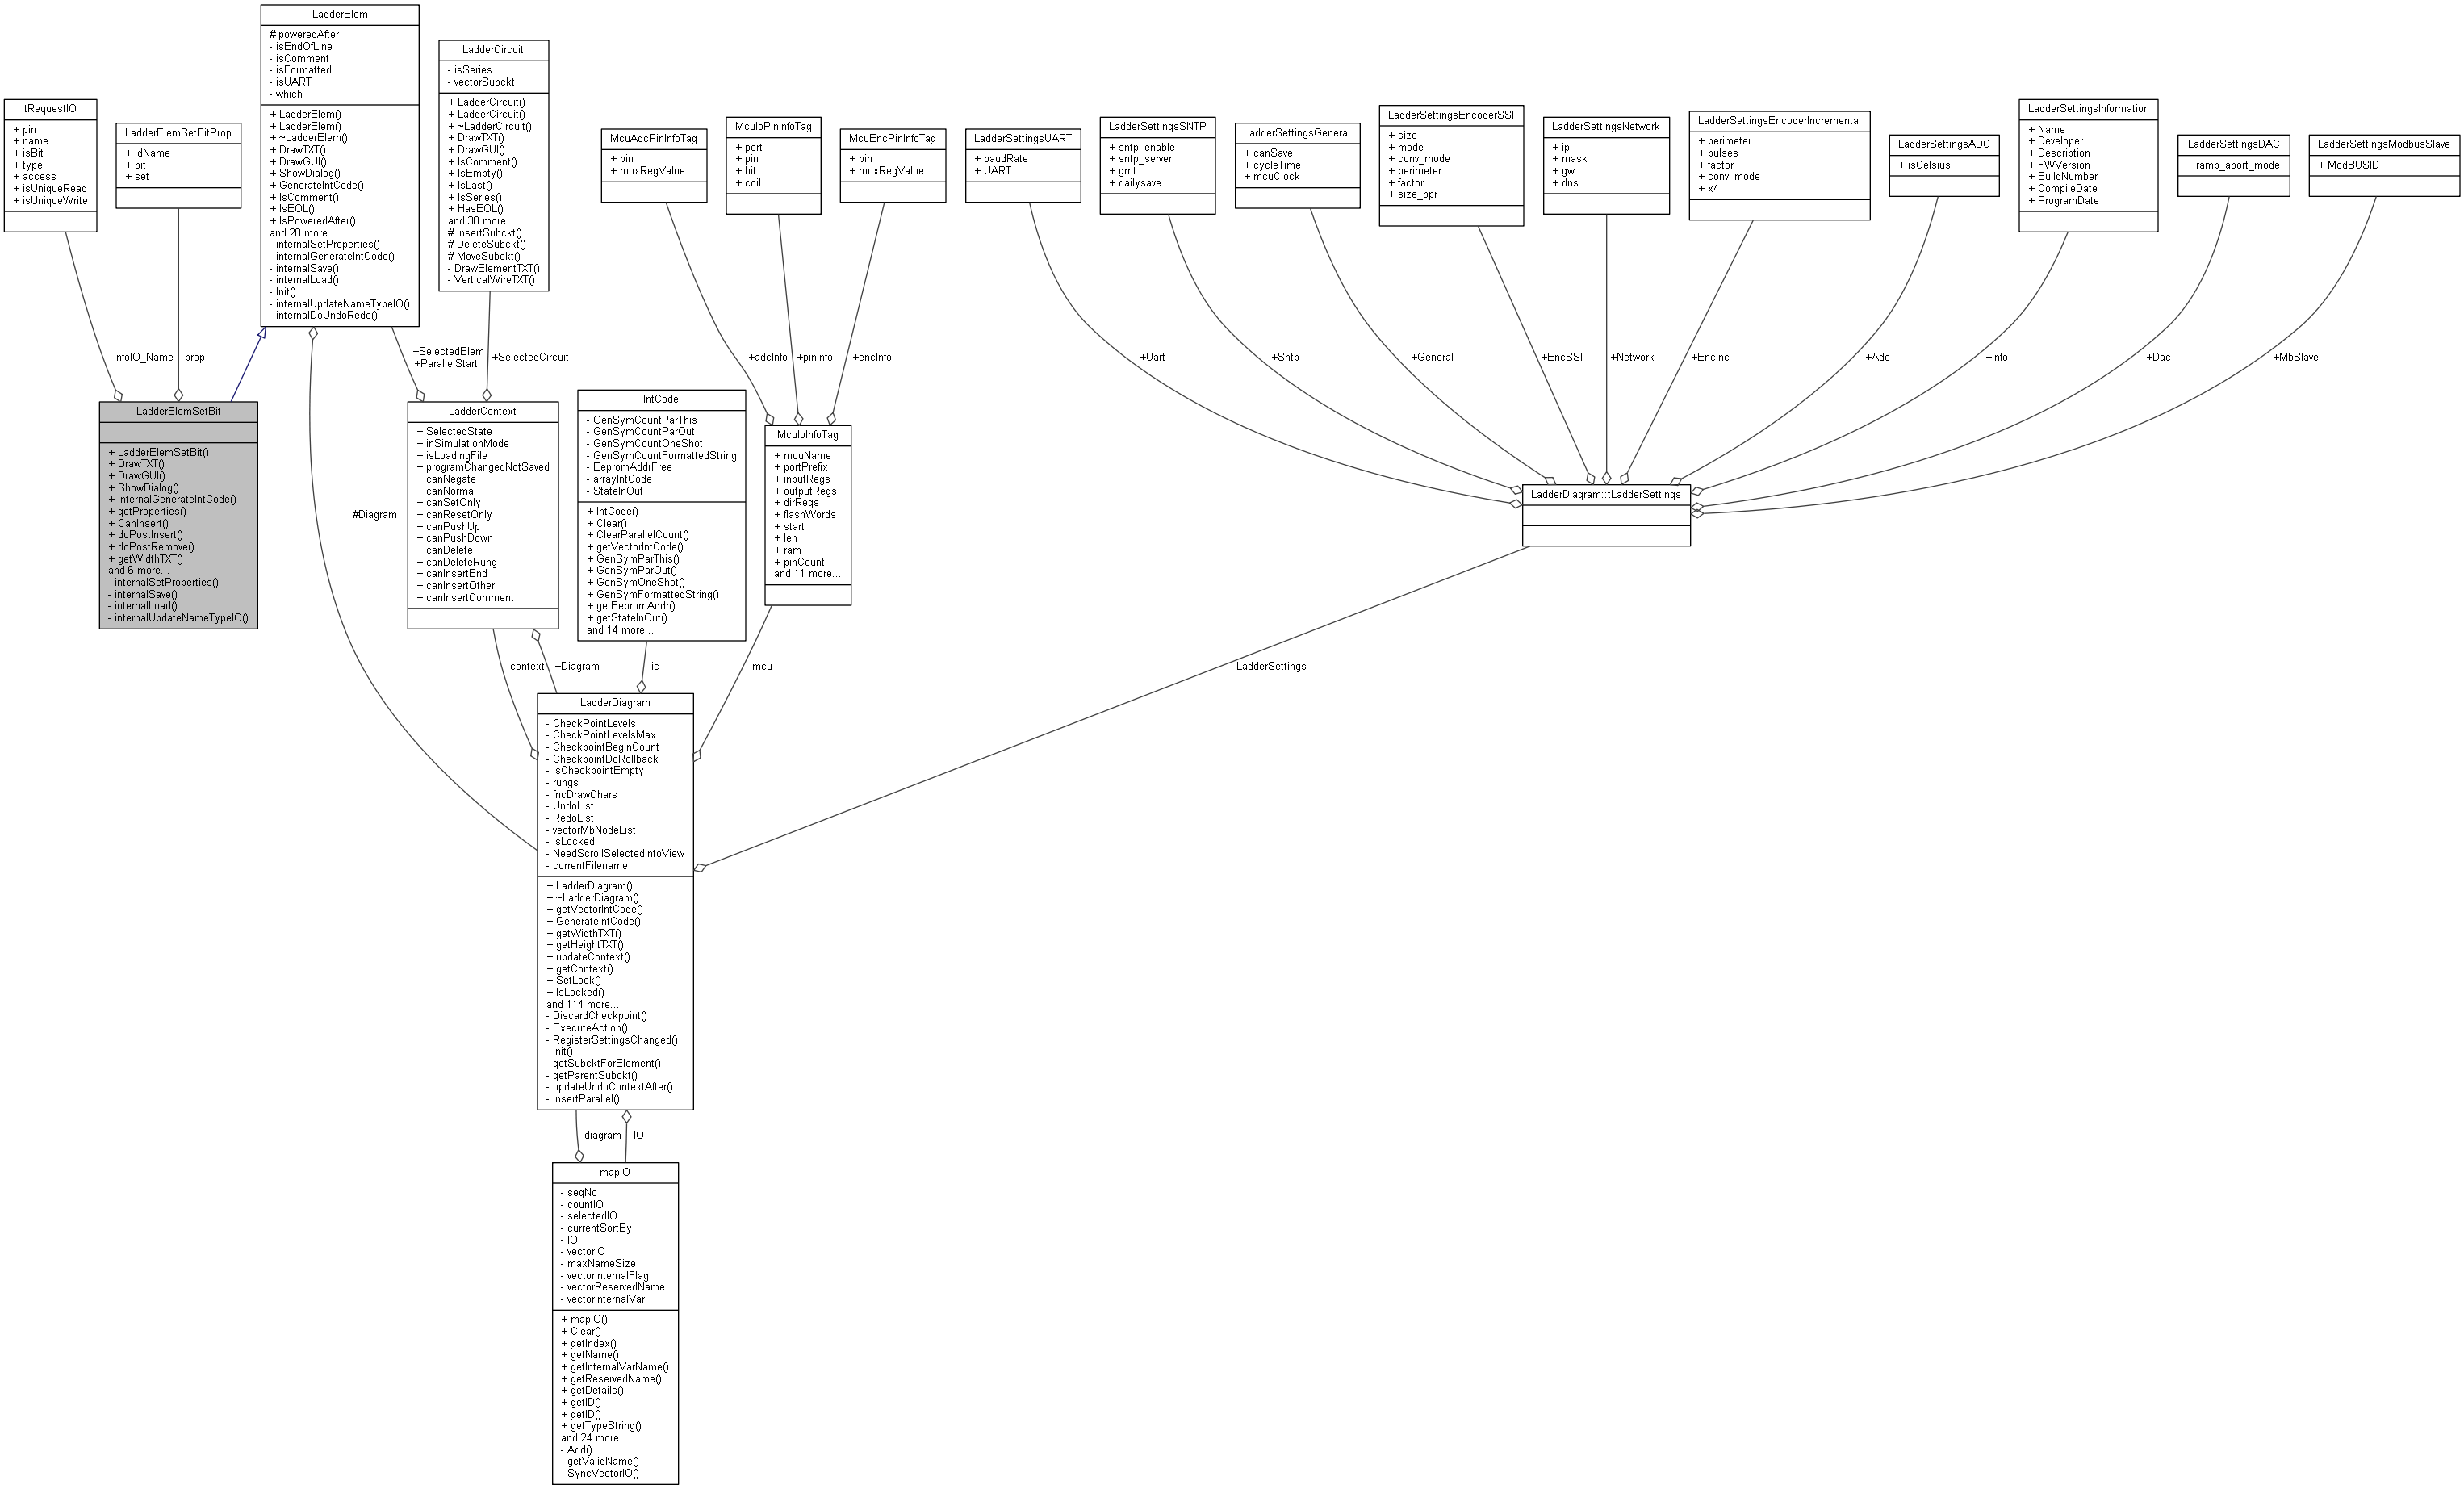 LadderElem
# poweredAfter
- isEndOfLine
- isComment
- isFormatted
- isUART
- which
+ LadderElem()
+ LadderElem()
+ ~LadderElem()
+ DrawTXT()
+ DrawGUI()
+ ShowDialog()
+ GenerateIntCode()
+ IsComment()
+ IsEOL()
+ IsPoweredAfter()
and 20 more...
- internalSetProperties()
- internalGenerateIntCode()
- internalSave()
- internalLoad()
- Init()
- internalUpdateNameTypeIO()
- internalDoUndoRedo()
LadderCircuit
- isSeries
- vectorSubckt
+ LadderCircuit()
+ LadderCircuit()
+ ~LadderCircuit()
+ DrawTXT()
+ DrawGUI()
+ IsComment()
+ IsEmpty()
+ IsLast()
+ IsSeries()
+ HasEOL()
and 30 more...
# InsertSubckt()
# DeleteSubckt()
# MoveSubckt()
- DrawElementTXT()
- VerticalWireTXT()
tRequestIO
+ pin
+ name
+ isBit
+ type
+ access
+ isUniqueRead
+ isUniqueWrite
LadderElemSetBitProp
+ idName
+ bit
+ set
McuAdcPinInfoTag
+ pin
+ muxRegValue
McuIoPinInfoTag
+ port
+ pin
+ bit
+ coil
McuEncPinInfoTag
+ pin
+ muxRegValue
LadderSettingsUART
+ baudRate
+ UART
LadderSettingsSNTP
+ sntp_enable
+ sntp_server
+ gmt
+ dailysave
LadderSettingsGeneral
+ canSave
+ cycleTime
+ mcuClock
LadderSettingsEncoderSSI
+ size
+ mode
+ conv_mode
+ perimeter
+ factor
+ size_bpr
LadderSettingsNetwork
+ ip
+ mask
+ gw
+ dns
LadderSettingsEncoderIncremental
+ perimeter
+ pulses
+ factor
+ conv_mode
+ x4
LadderSettingsADC
+ isCelsius
LadderSettingsInformation
+ Name
+ Developer
+ Description
+ FWVersion
+ BuildNumber
+ CompileDate
+ ProgramDate
LadderSettingsDAC
+ ramp_abort_mode
LadderSettingsModbusSlave
+ ModBUSID
-infoIO_Name
-prop
+SelectedElem
+ParallelStart
+SelectedCircuit
+adcInfo
+pinInfo
+encInfo
+Uart
+Sntp
+General
+EncSSI
+Network
+EncInc
+Adc
+Info
+Dac
+MbSlave
LadderElemSetBit
+ LadderElemSetBit()
+ DrawTXT()
+ DrawGUI()
+ ShowDialog()
+ internalGenerateIntCode()
+ getProperties()
+ CanInsert()
+ doPostInsert()
+ doPostRemove()
+ getWidthTXT()
and 6 more...
- internalSetProperties()
- internalSave()
- internalLoad()
- internalUpdateNameTypeIO()
#Diagram
LadderContext
+ SelectedState
+ inSimulationMode
+ isLoadingFile
+ programChangedNotSaved
+ canNegate
+ canNormal
+ canSetOnly
+ canResetOnly
+ canPushUp
+ canPushDown
+ canDelete
+ canDeleteRung
+ canInsertEnd
+ canInsertOther
+ canInsertComment
IntCode
- GenSymCountParThis
- GenSymCountParOut
- GenSymCountOneShot
- GenSymCountFormattedString
- EepromAddrFree
- arrayIntCode
- StateInOut
+ IntCode()
+ Clear()
+ ClearParallelCount()
+ getVectorIntCode()
+ GenSymParThis()
+ GenSymParOut()
+ GenSymOneShot()
+ GenSymFormattedString()
+ getEepromAddr()
+ getStateInOut()
and 14 more...
McuIoInfoTag
+ mcuName
+ portPrefix
+ inputRegs
+ outputRegs
+ dirRegs
+ flashWords
+ start
+ len
+ ram
+ pinCount
and 11 more...
LadderDiagram::tLadderSettings
-context
+Diagram
-ic
-mcu
-LadderSettings
LadderDiagram
- CheckPointLevels
- CheckPointLevelsMax
- CheckpointBeginCount
- CheckpointDoRollback
- isCheckpointEmpty
- rungs
- fncDrawChars
- UndoList
- RedoList
- vectorMbNodeList
- isLocked
- NeedScrollSelectedIntoView
- currentFilename
+ LadderDiagram()
+ ~LadderDiagram()
+ getVectorIntCode()
+ GenerateIntCode()
+ getWidthTXT()
+ getHeightTXT()
+ updateContext()
+ getContext()
+ SetLock()
+ IsLocked()
and 114 more...
- DiscardCheckpoint()
- ExecuteAction()
- RegisterSettingsChanged()
- Init()
- getSubcktForElement()
- getParentSubckt()
- updateUndoContextAfter()
- InsertParallel()
-diagram
-IO
mapIO
- seqNo
- countIO
- selectedIO
- currentSortBy
- IO
- vectorIO
- maxNameSize
- vectorInternalFlag
- vectorReservedName
- vectorInternalVar
+ mapIO()
+ Clear()
+ getIndex()
+ getName()
+ getInternalVarName()
+ getReservedName()
+ getDetails()
+ getID()
+ getID()
+ getTypeString()
and 24 more...
- Add()
- getValidName()
- SyncVectorIO()